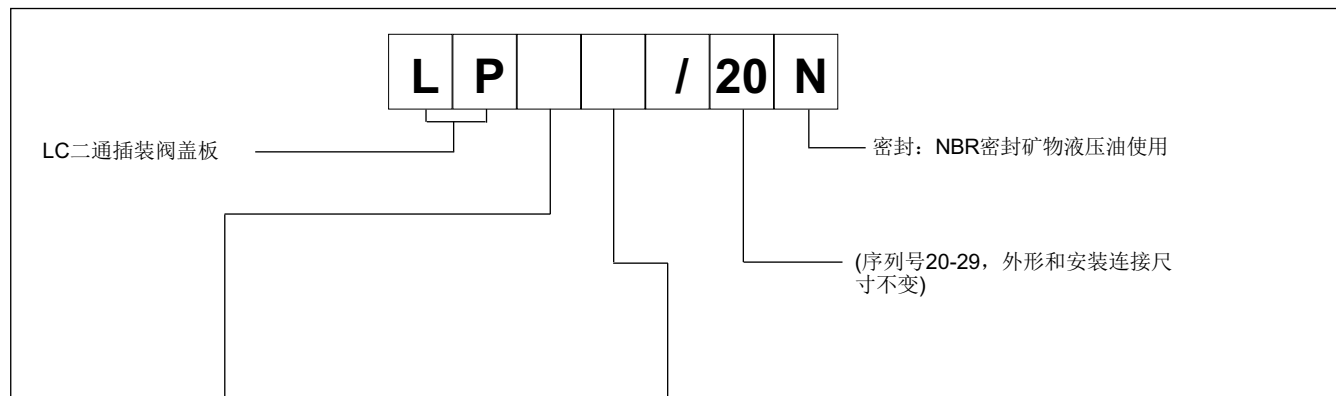 L P / 20 N
LC二通插装阀盖板
密封：NBR密封矿物液压油使用
(序列号20-29，外形和安装连接尺
寸不变)